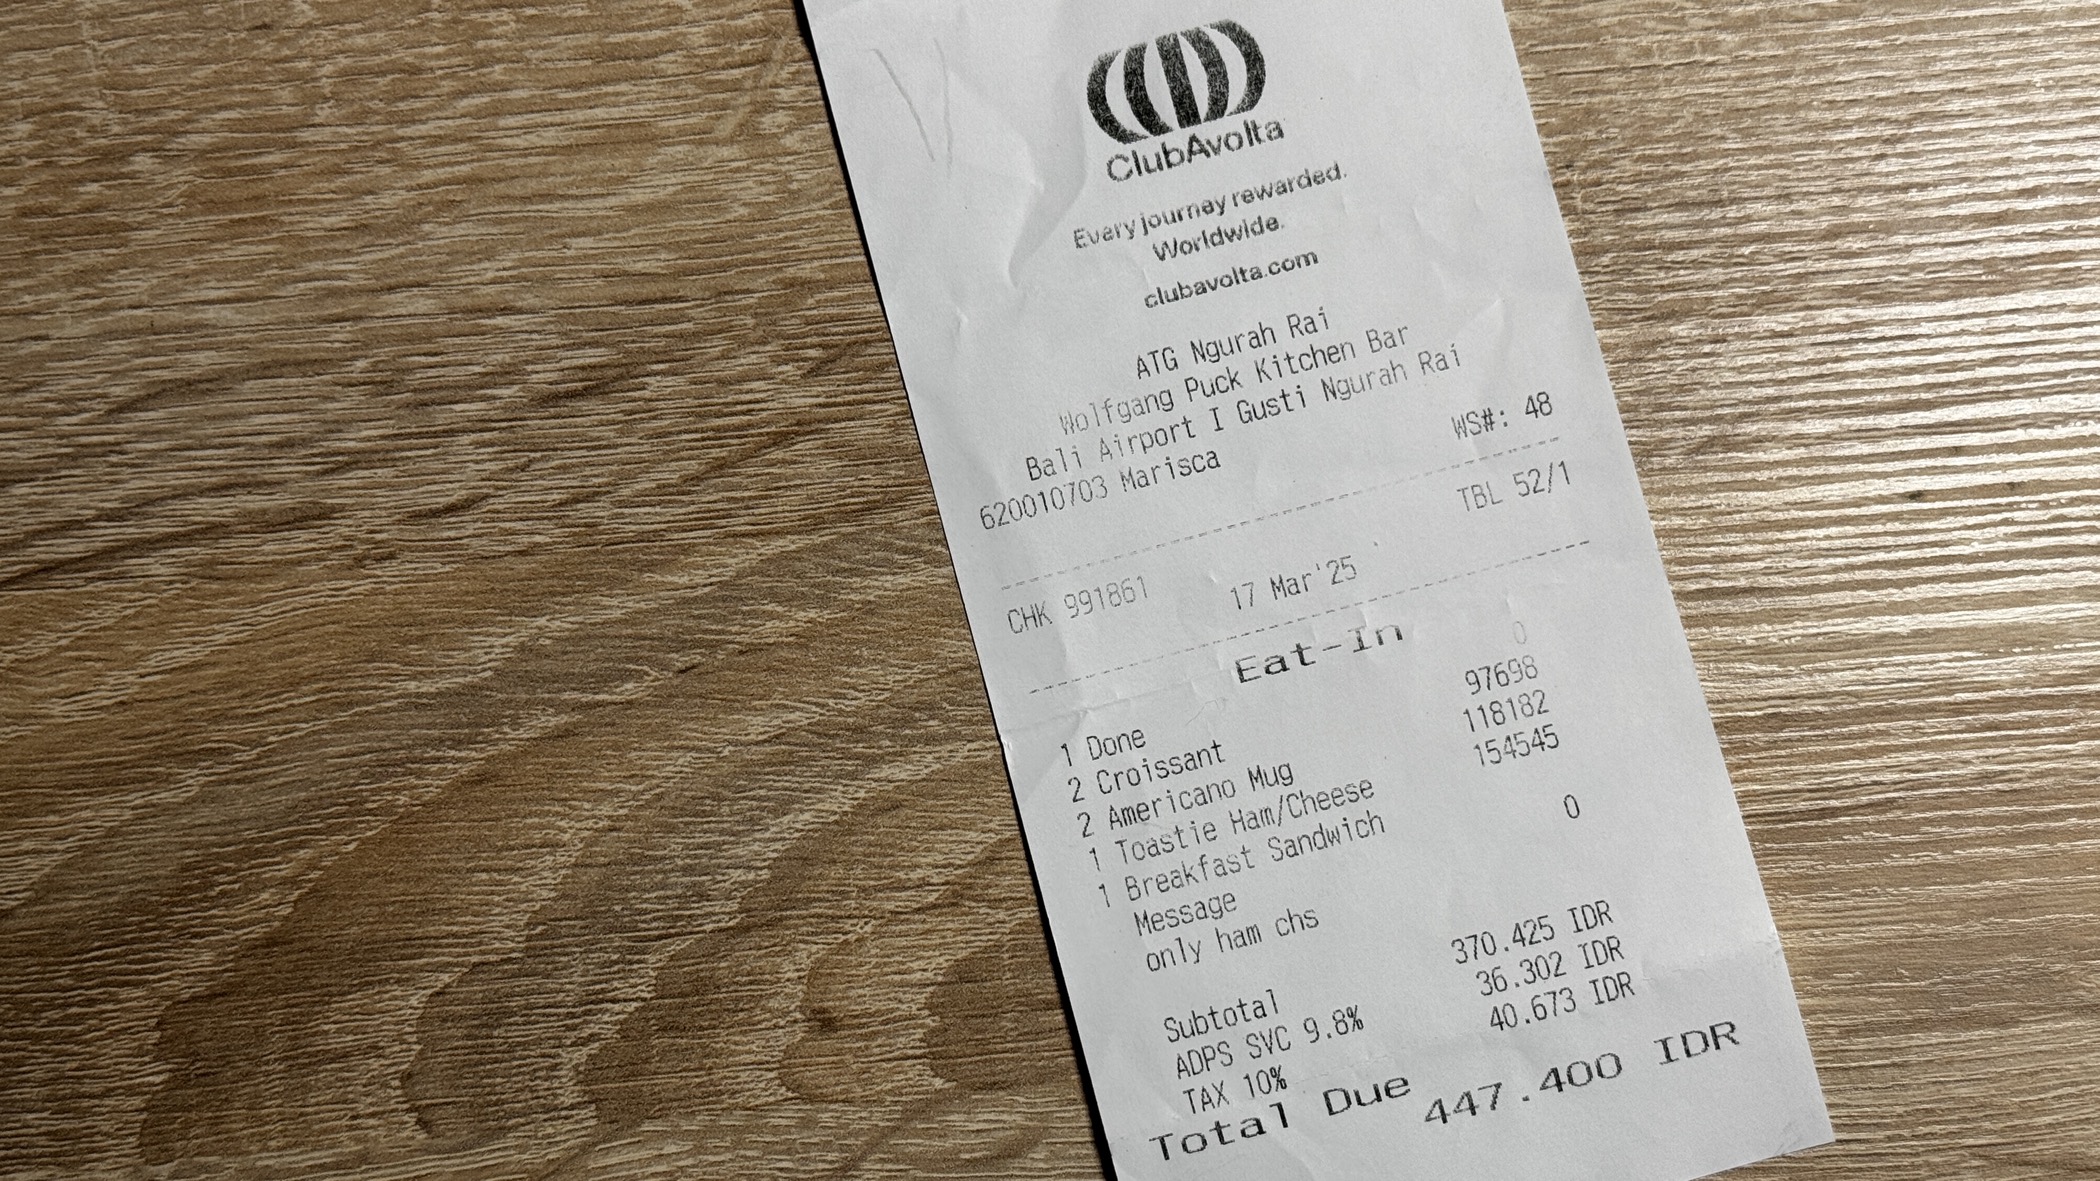 ClubAvolta
Every journey rewarded.
Worldwide.
clubavolta.com
ATG Ngurah Rai
Wolfgang Puck Kitchen Bar
Bali Airport I Gusti Ngurah Rai
620010703 Marisca WS#: 48
CHK 991861 17 Mar'25 TBL 52/1
Eat-In
1 Done 0
2 Croissant 97698
2 Americano Mug 118182
1 Toastie Ham/Cheese 154545
1 Breakfast Sandwich
Message 0
only ham chs
Subtotal 370.425 IDR
ADPS SVC 9.8% 36.302 IDR
TAX 10% 40.673 IDR
Total Due 447.400 IDR